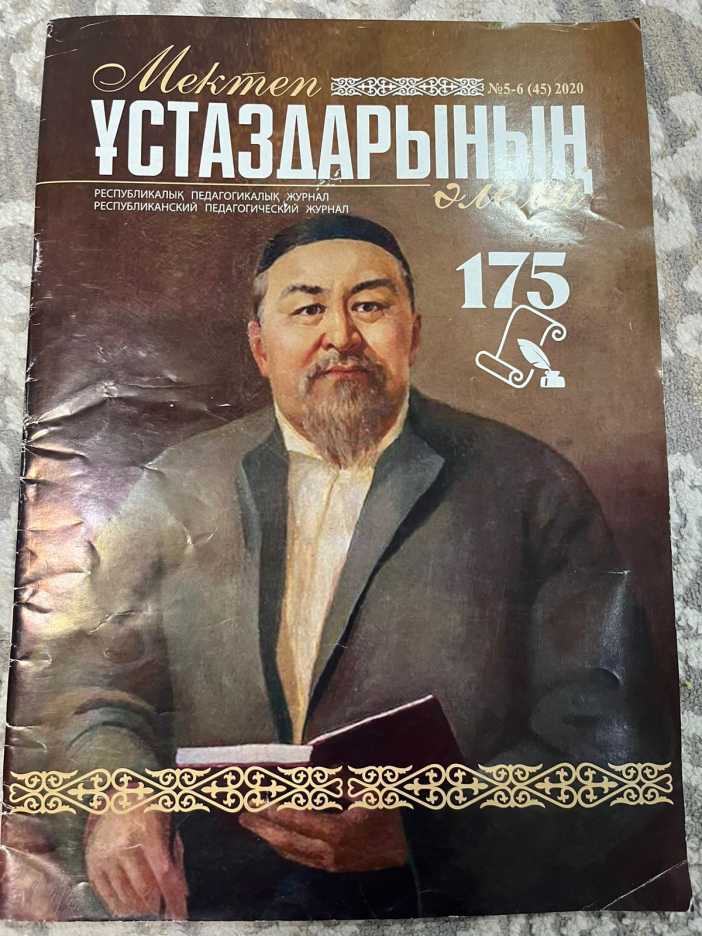 Мектеп №5-6 (45) 2020
ҰСТАЗДАРЫНЫҢ
әлемі
РЕСПУБЛИКАЛЫҚ ПЕДАГОГИКАЛЫҚ ЖУРНАЛ
РЕСПУБЛИКАНСКИЙ ПЕДАГОГИЧЕСКИЙ ЖУРНАЛ
175